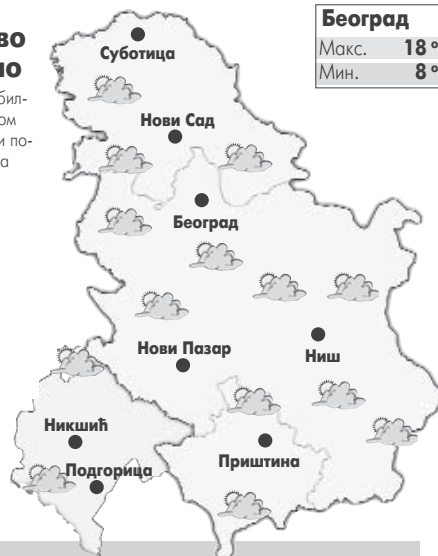 Београд
Макс. 18 º
Мин. 8 º
Суботица
Нови Сад
Београд
Нови Пазар
Ниш
Никшић
Приштина
Подгорица